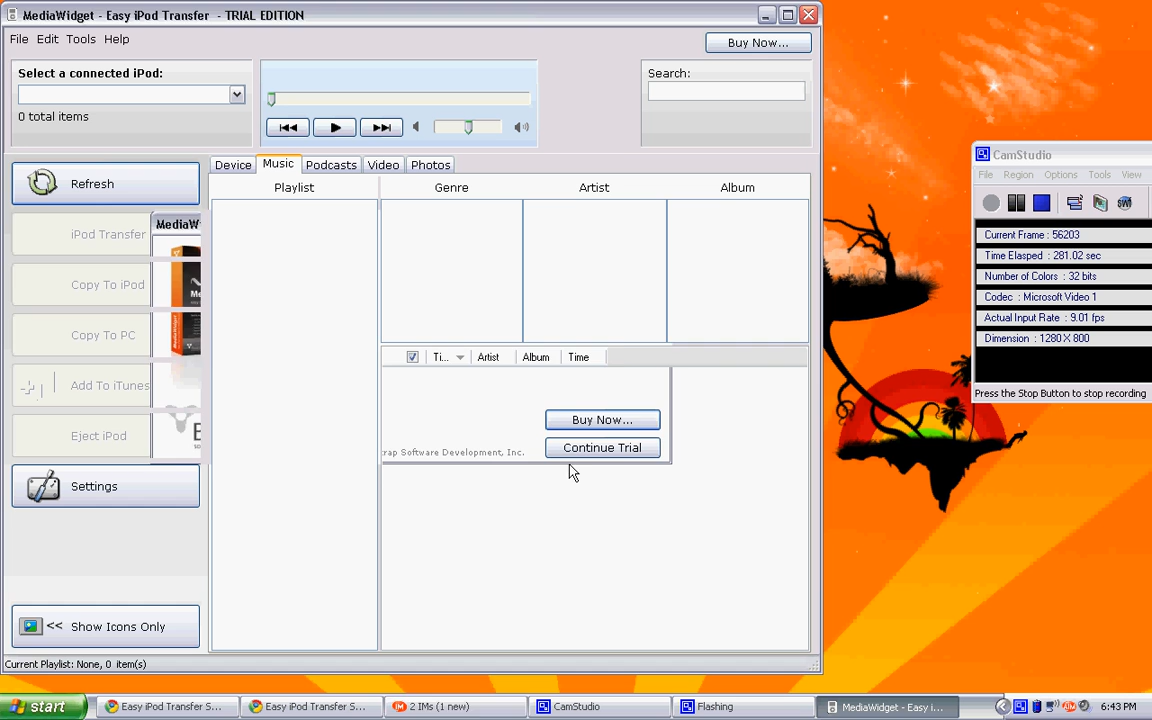 MediaWidget - Easy iPod Transfer - TRIAL EDITION
File Edit Tools Help
Buy Now...
Select a connected iPod:
0 total items
Search:
Refresh
iPod Transfer
Copy To iPod
Copy To PC
Add To iTunes
Eject iPod
Settings
<< Show Icons Only
MediaW
Device Music Podcasts Video Photos
Playlist Genre Artist Album
Ti... Artist Album Time
Buy Now...
Continue Trial
rap Software Development, Inc.
Current Playlist: None, 0 item(s)
CamStudio
File Region Options Tools View
Current Frame : 56203
Time Elasped : 281.02 sec
Number of Colors : 32 bits
Codec : Microsoft Video 1
Actual Input Rate : 9.01 fps
Dimension : 1280 X 800
Press the Stop Button to stop recording
start
Easy iPod Transfer S...
Easy iPod Transfer S...
2 IMs (1 new)
CamStudio
Flashing
MediaWidget - Easy i...
6:43 PM